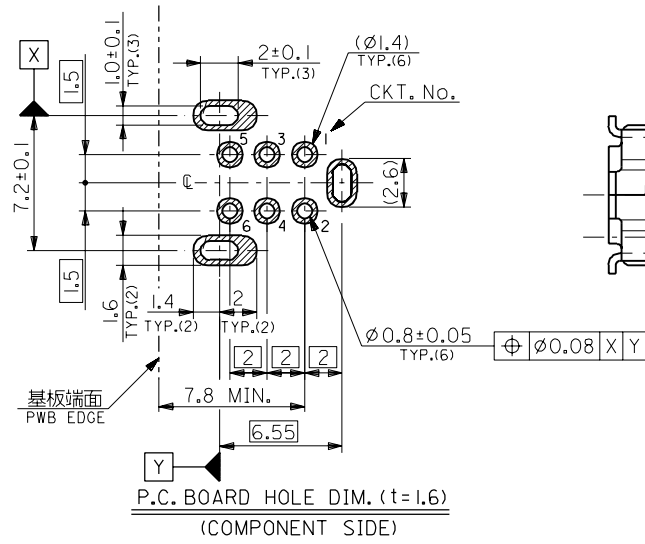 X
1.5
1.0±0.1
TYP.(3)
2±0.1
TYP.(3)
(Ø1.4)
TYP.(6)
CKT. No.
5
3
1
7.2±0.1
℄
(2.6)
6
4
2
1.5
1.6
TYP.(2)
1.4
TYP.(2)
2
TYP.(2)
Ø0.8±0.05
TYP.(6)
⌖ Ø0.08 X Y
2
2
2
基板端面
PWB EDGE
7.8 MIN.
6.55
Y
P.C. BOARD HOLE DIM. (t=1.6)
(COMPONENT SIDE)